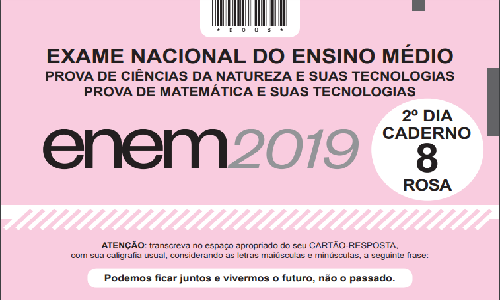 *E0U8*
EXAME NACIONAL DO ENSINO MÉDIO
PROVA DE CIÊNCIAS DA NATUREZA E SUAS TECNOLOGIAS
PROVA DE MATEMÁTICA E SUAS TECNOLOGIAS
enem2019
2º DIA
CADERNO
8
ROSA
ATENÇÃO: transcreva no espaço apropriado do seu CARTÃO-RESPOSTA,
com sua caligrafia usual, considerando as letras maiúsculas e minúsculas, a seguinte frase:
Podemos ficar juntos e vivermos o futuro, não o passado.